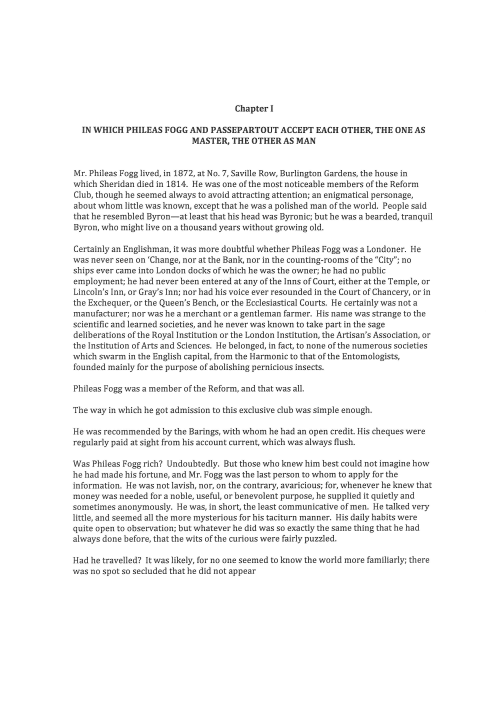 Chapter I
IN WHICH PHILEAS FOGG AND PASSEPARTOUT ACCEPT EACH OTHER, THE ONE AS
MASTER, THE OTHER AS MAN
Mr. Phileas Fogg lived, in 1872, at No. 7, Saville Row, Burlington Gardens, the house in
which Sheridan died in 1814.  He was one of the most noticeable members of the Reform
Club, though he seemed always to avoid attracting attention; an enigmatical personage,
about whom little was known, except that he was a polished man of the world.  People said
that he resembled Byron—at least that his head was Byronic; but he was a bearded, tranquil
Byron, who might live on a thousand years without growing old.
Certainly an Englishman, it was more doubtful whether Phileas Fogg was a Londoner.  He
was never seen on 'Change, nor at the Bank, nor in the counting-rooms of the "City"; no
ships ever came into London docks of which he was the owner; he had no public
employment; he had never been entered at any of the Inns of Court, either at the Temple, or
Lincoln's Inn, or Gray's Inn; nor had his voice ever resounded in the Court of Chancery, or in
the Exchequer, or the Queen's Bench, or the Ecclesiastical Courts.  He certainly was not a
manufacturer; nor was he a merchant or a gentleman farmer.  His name was strange to the
scientific and learned societies, and he never was known to take part in the sage
deliberations of the Royal Institution or the London Institution, the Artisan's Association, or
the Institution of Arts and Sciences.  He belonged, in fact, to none of the numerous societies
which swarm in the English capital, from the Harmonic to that of the Entomologists,
founded mainly for the purpose of abolishing pernicious insects.
Phileas Fogg was a member of the Reform, and that was all.
The way in which he got admission to this exclusive club was simple enough.
He was recommended by the Barings, with whom he had an open credit. His cheques were
regularly paid at sight from his account current, which was always flush.
Was Phileas Fogg rich?  Undoubtedly.  But those who knew him best could not imagine how
he had made his fortune, and Mr. Fogg was the last person to whom to apply for the
information.  He was not lavish, nor, on the contrary, avaricious; for, whenever he knew that
money was needed for a noble, useful, or benevolent purpose, he supplied it quietly and
sometimes anonymously.  He was, in short, the least communicative of men.  He talked very
little, and seemed all the more mysterious for his taciturn manner.  His daily habits were
quite open to observation; but whatever he did was so exactly the same thing that he had
always done before, that the wits of the curious were fairly puzzled.
Had he travelled?  It was likely, for no one seemed to know the world more familiarly; there
was no spot so secluded that he did not appear